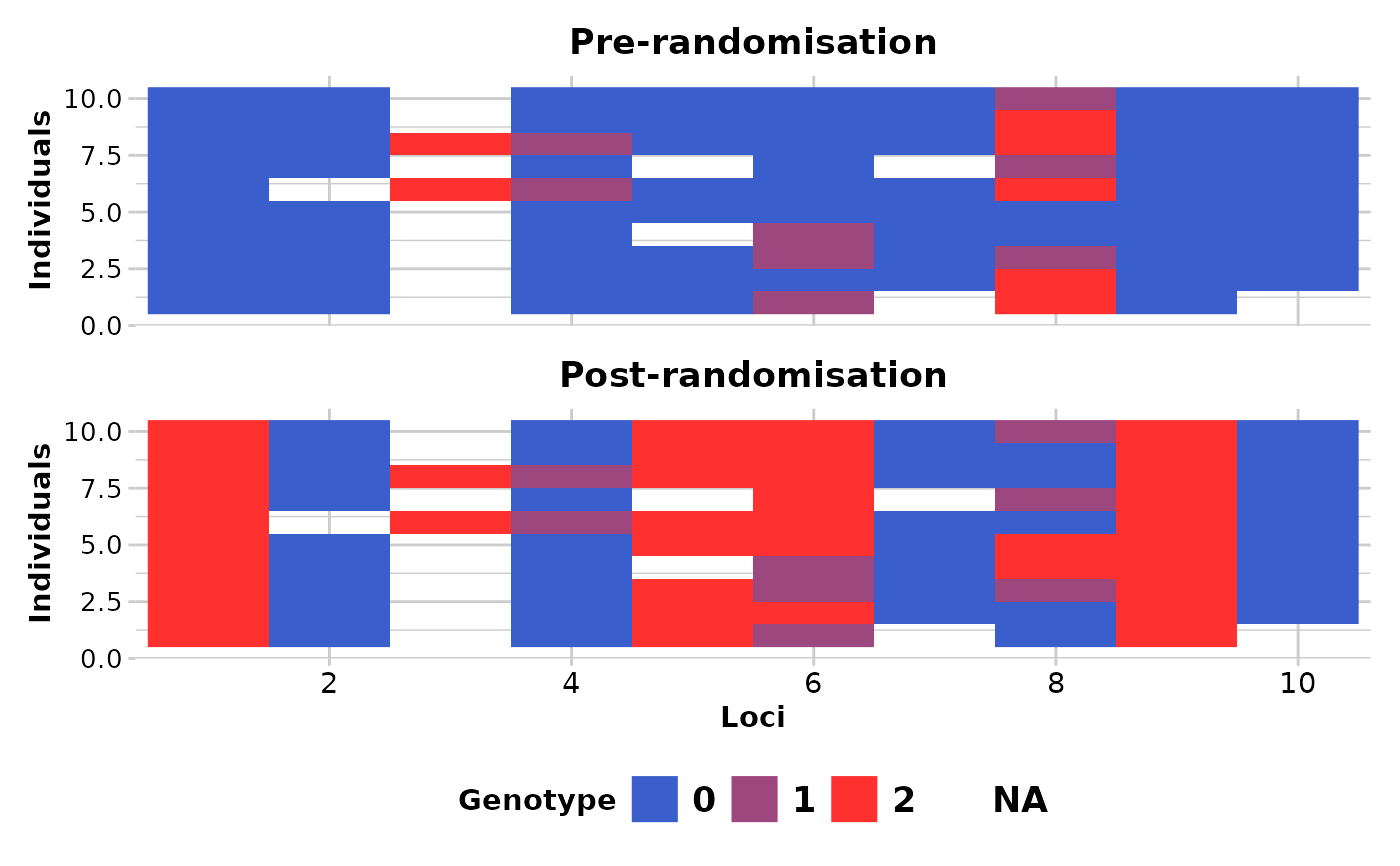 Pre-randomisation
Individuals
10.0
7.5
5.0
2.5
0.0
Post-randomisation
Individuals
10.0
7.5
5.0
2.5
0.0
2 4 6 8 10
Loci
Genotype 0 1 2 NA